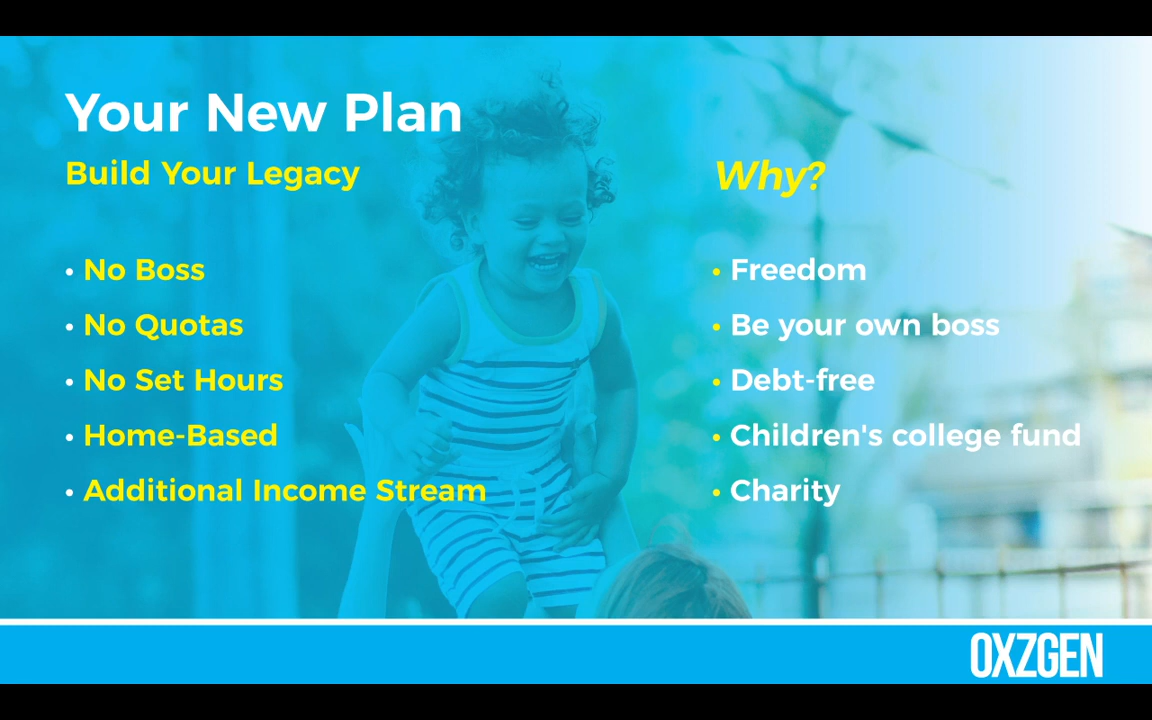 Your New Plan
Build Your Legacy
• No Boss
• No Quotas
• No Set Hours
• Home-Based
• Additional Income Stream
Why?
• Freedom
• Be your own boss
• Debt-free
• Children's college fund
• Charity
OXZGEN